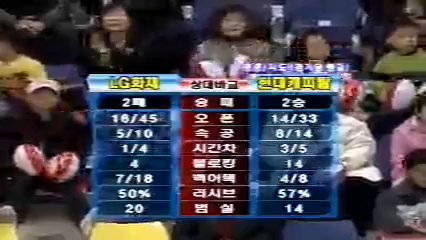 LG화재 상대비교 현대캐피탈
2패 승 패 2승
16/45 오 픈 14/33
5/10 속 공 8/14
1/4 시간차 3/5
4 블로킹 14
7/18 백어택 4/8
50% 리시브 57%
20 범 실 14